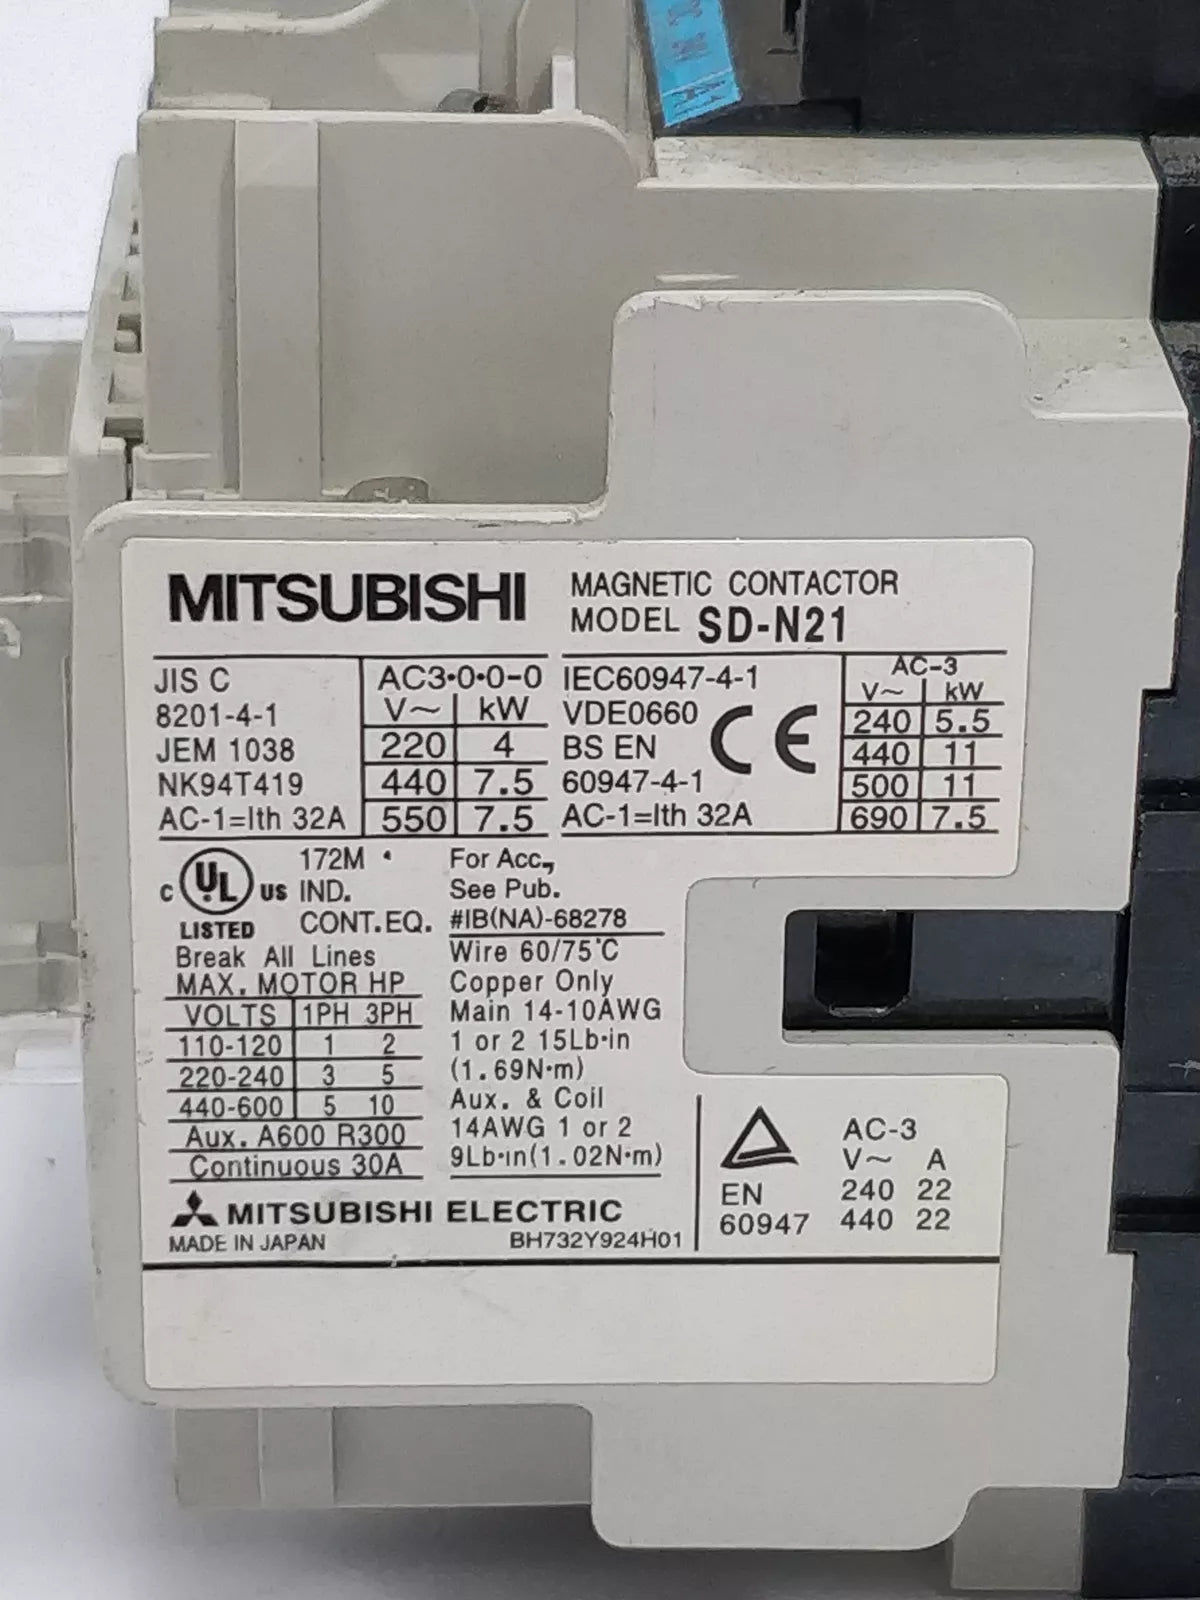 MITSUBISHI
MAGNETIC CONTACTOR
MODEL SD-N21
JIS C
8201-4-1
JEM 1038
NK94T419
AC-1=Ith 32A
AC3·0·0-0
V~ kW
220 4
440 7.5
550 7.5
IEC60947-4-1
VDE0660
BS EN
60947-4-1
AC-1=Ith 32A
CE
AC-3
V~ kW
240 5.5
440 11
500 11
690 7.5
C UL US
LISTED
172M
IND.
CONT.EQ.
Break All Lines
MAX. MOTOR HP
VOLTS 1PH 3PH
110-120 1 2
220-240 3 5
440-600 5 10
Aux. A600 R300
Continuous 30A
For Acc.,
See Pub.
#IB(NA)-68278
Wire 60/75°C
Copper Only
Main 14-10AWG
1 or 2 15Lb·in
(1.69N·m)
Aux. & Coil
14AWG 1 or 2
9Lb·in(1.02N·m)
EN
60947
AC-3
V~ A
240 22
440 22
MITSUBISHI ELECTRIC
MADE IN JAPAN
BH732Y924H01